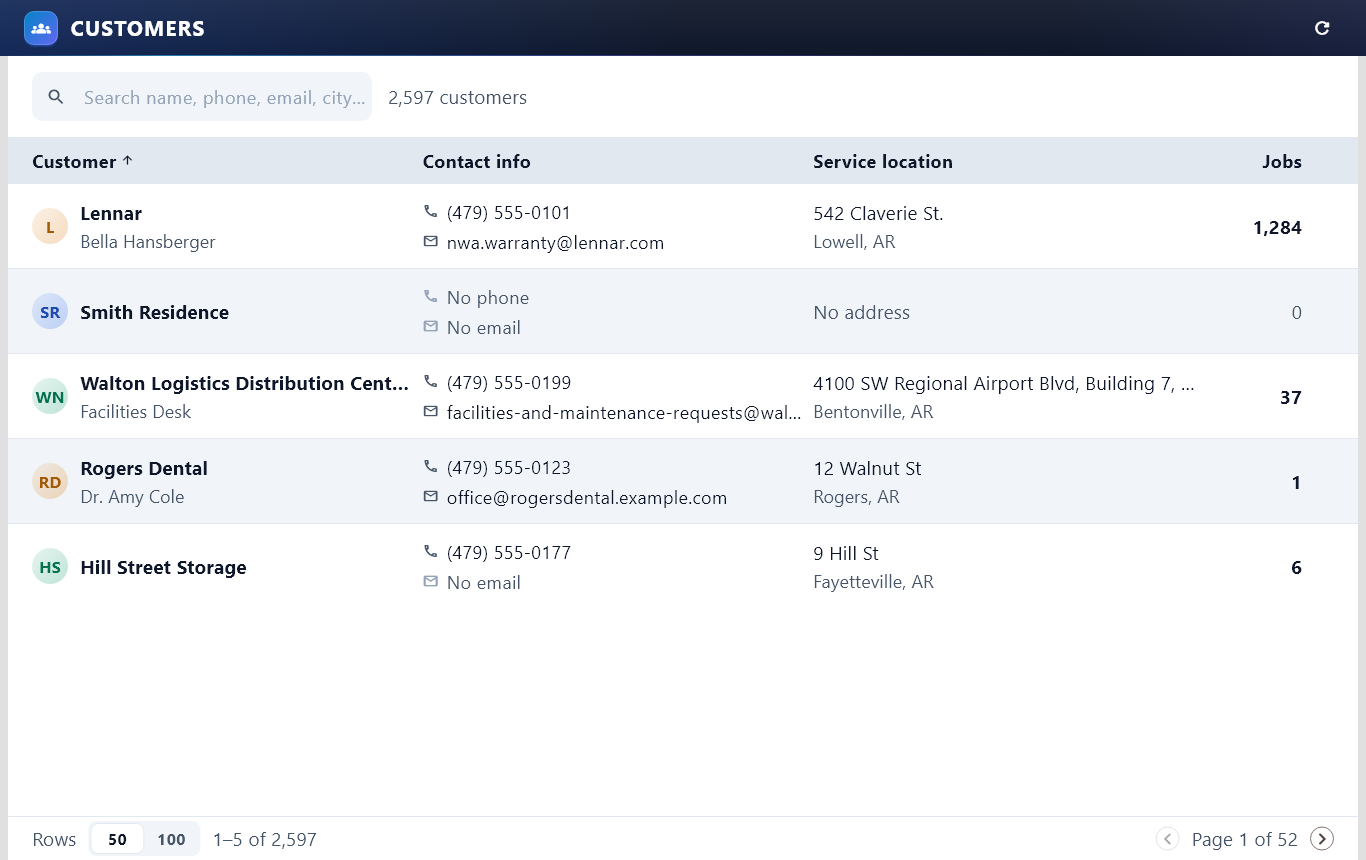 CUSTOMERS
Search name, phone, email, city... 2,597 customers
Customer ↑ Contact info Service location Jobs
L Lennar (479) 555-0101 542 Claverie St. 1,284
Bella Hansberger nwa.warranty@lennar.com Lowell, AR
SR Smith Residence No phone No address 0
No email
WN Walton Logistics Distribution Cent... (479) 555-0199 4100 SW Regional Airport Blvd, Building 7, ... 37
Facilities Desk facilities-and-maintenance-requests@wal... Bentonville, AR
RD Rogers Dental (479) 555-0123 12 Walnut St 1
Dr. Amy Cole office@rogersdental.example.com Rogers, AR
HS Hill Street Storage (479) 555-0177 9 Hill St 6
No email Fayetteville, AR
Rows 50 100 1–5 of 2,597 Page 1 of 52